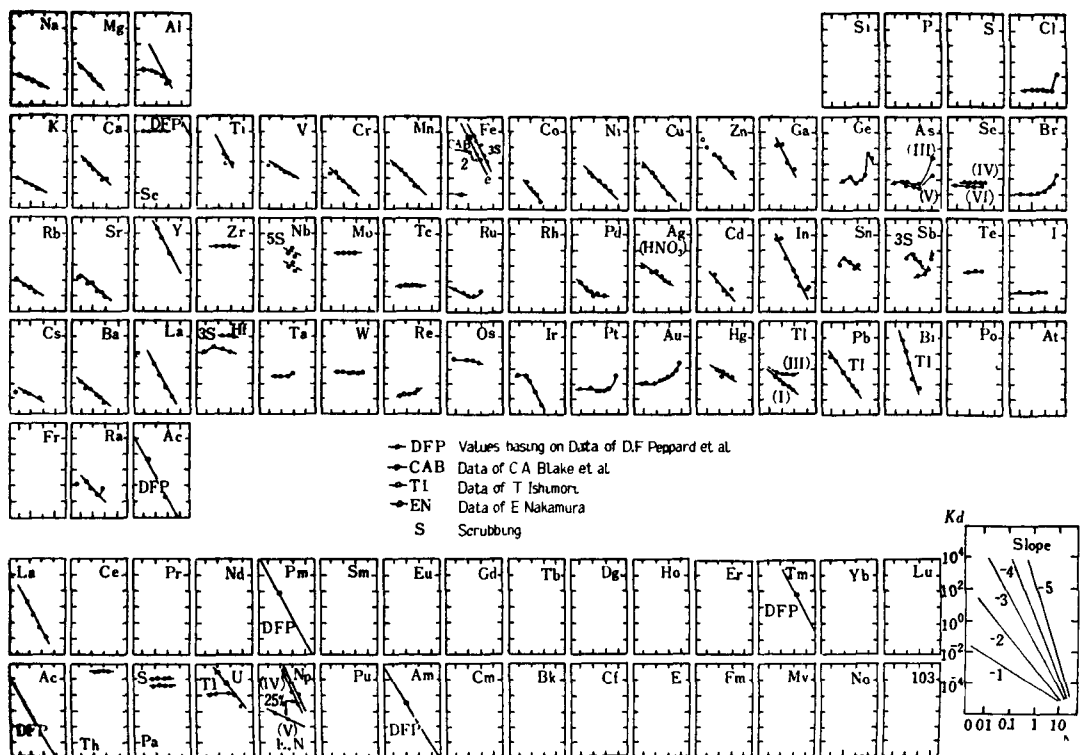 Na Mg Al Si P S Cl
K Ca DFP Sc Ti V Cr Mn Fe CAB 2 3S Co Ni Cu Zn Ga Ge As (III) (V) Se (IV) (VI) Br
Rb Sr Y Zr 5S Nb Mo Tc Ru Rh Pd Ag (HNO₃) Cd In Sn 3S Sb Te I
Cs Ba La 3S Hf Ta W Re Os Ir Pt Au Hg Tl (III) (I) Pb TI Bi TI Po At
Fr Ra Ac DFP
DFP Values basing on Data of D.F Peppard et al
CAB Data of C A Blake et al
TI Data of T Ishimori
EN Data of E Nakamura
S Scrubbing
La Ce Pr Nd Pm DFP Sm Eu Gd Tb Dg Ho Er Tm DFP Yb Lu
Ac DFP Th S Pa TI U (IV) 25% (V) Np Pu Am DFP Cm Bk Cf E Fm Mv No 103
Kd
Slope
10⁴
10²
10⁰
10⁻²
10⁻⁴
-1 -2 -3 -4 -5
0.01 0.1 1 10